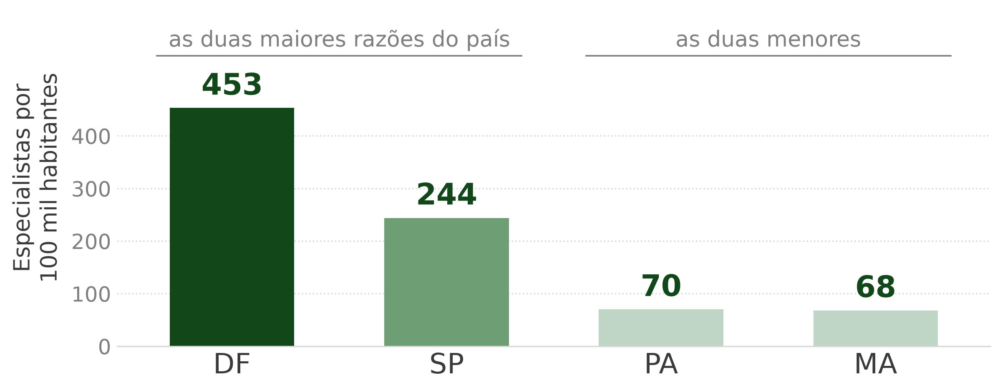 as duas maiores razões do país
as duas menores
Especialistas por
100 mil habitantes
453
244
70
68
400
300
200
100
0
DF
SP
PA
MA